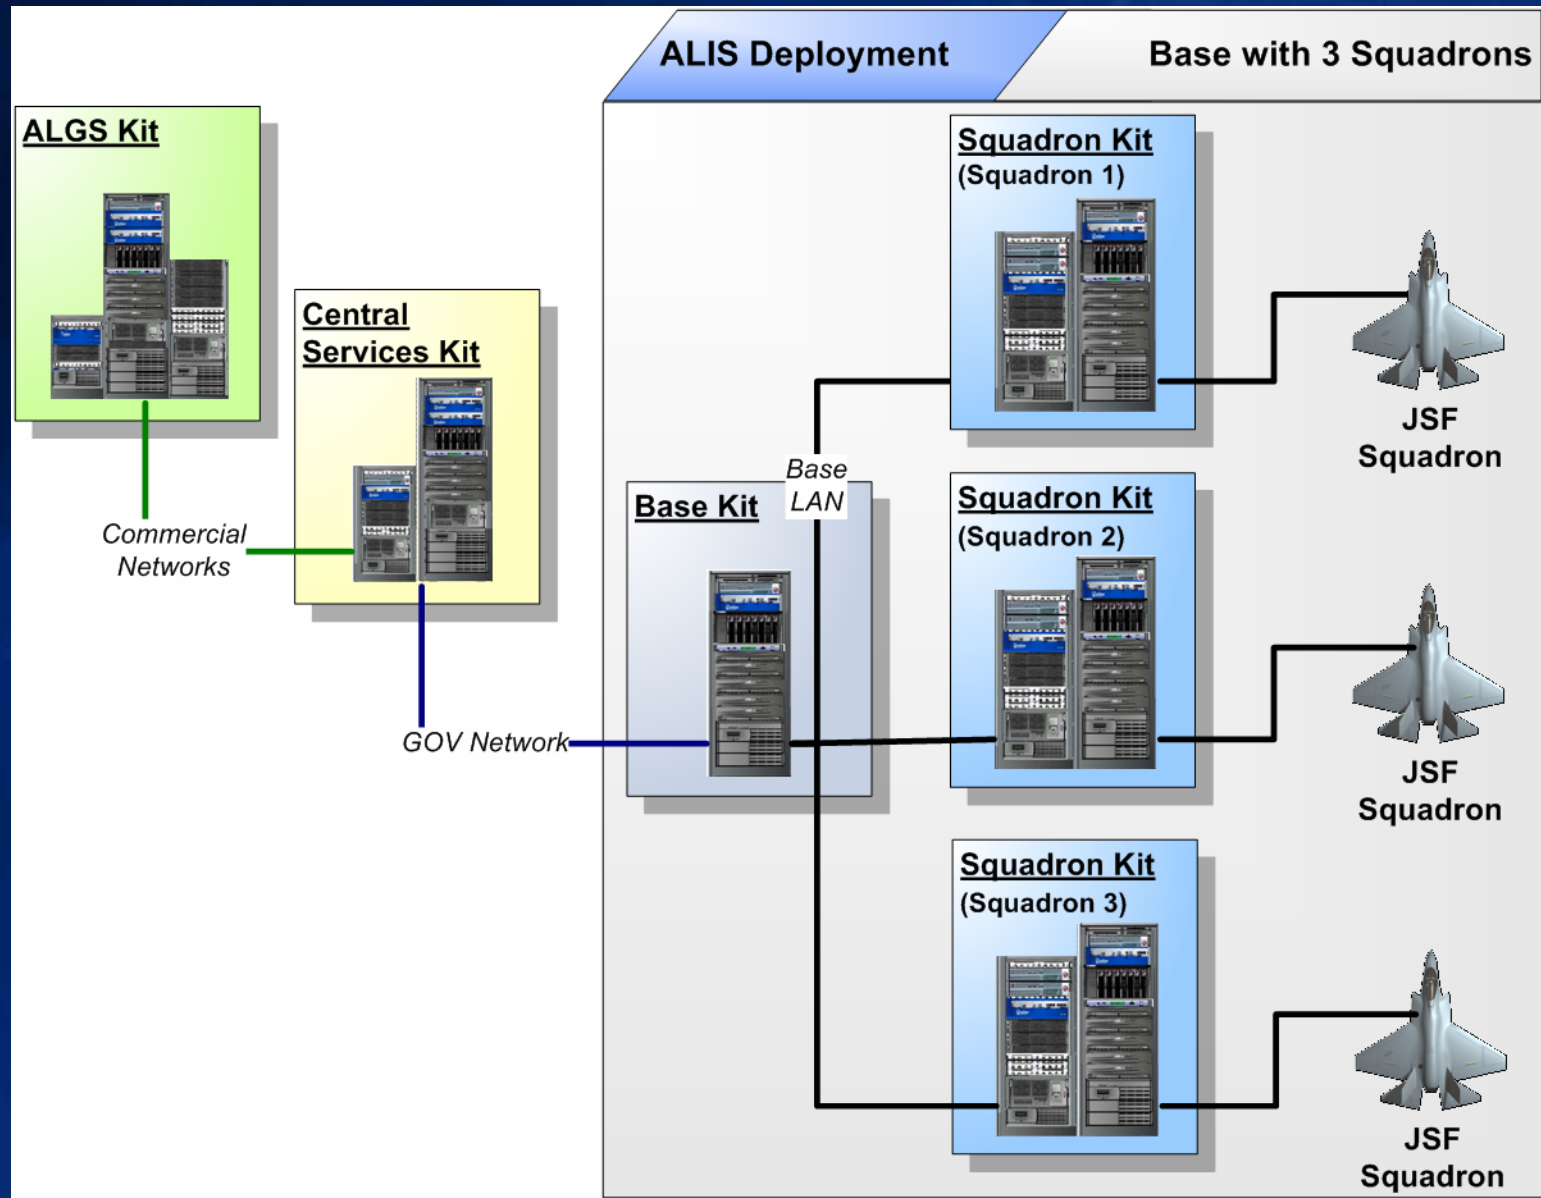 ALIS Deployment
Base with 3 Squadrons
ALGS Kit
Commercial
Networks
Central
Services Kit
GOV Network
Base Kit
Base
LAN
Squadron Kit
(Squadron 1)
JSF
Squadron
Squadron Kit
(Squadron 2)
JSF
Squadron
Squadron Kit
(Squadron 3)
JSF
Squadron